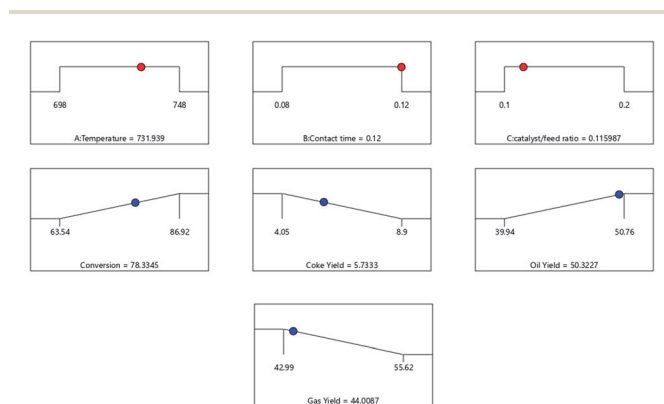 698 748
A:Temperature = 731.939
0.08 0.12
B:Contact time = 0.12
0.1 0.2
C:catalyst/feed ratio = 0.115987
63.54 86.92
Conversion = 78.3345
4.05 8.9
Coke Yield = 5.7333
39.94 50.76
Oil Yield = 50.3227
42.99 55.62
Gas Yield = 44.0087